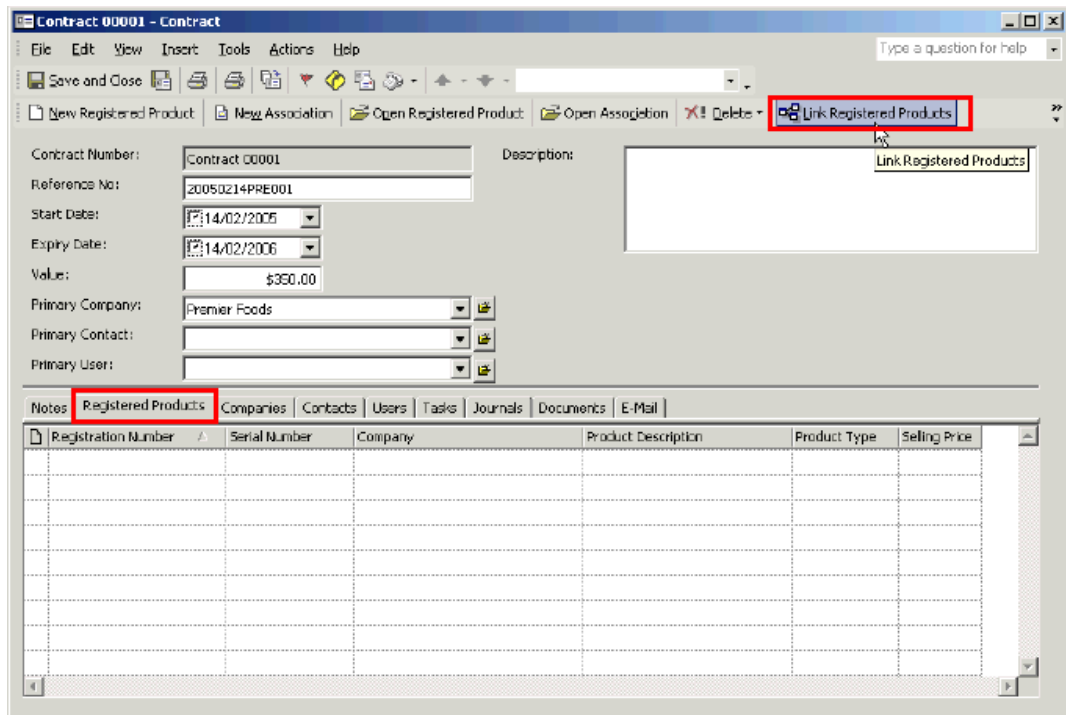 Contract 00001 - Contract
File Edit View Insert Tools Actions Help Type a question for help
Save and Close
New Registered Product New Association Open Registered Product Open Association Delete Link Registered Products
Link Registered Products
Contract Number: Contract 00001 Description:
Reference No: 20050214PRE001
Start Date: 14/02/2005
Expiry Date: 14/02/2006
Value: $350.00
Primary Company: Premier Foods
Primary Contact:
Primary User:
Notes Registered Products Companies Contacts Users Tasks Journals Documents E-Mail
Registration Number Serial Number Company Product Description Product Type Selling Price